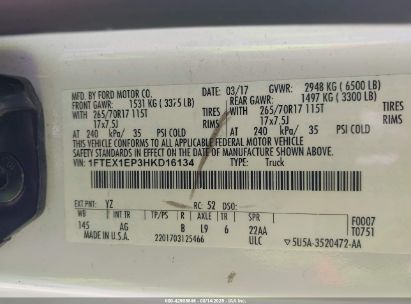 MFD. BY FORD MOTOR CO.
DATE: 03/17 GVWR: 2948 KG ( 6500 LB)
FRONT GAWR: 1531 KG ( 3375 LB) REAR GAWR: 1497 KG ( 3300 LB)
WITH 265/70R17 115T TIRES WITH 265/70R17 115T TIRES
17x7.5J RIMS 17x7.5J RIMS
AT 240 kPa/ 35 PSI COLD AT 240 kPa/ 35 PSI COLD
THIS VEHICLE CONFORMS TO ALL APPLICABLE FEDERAL MOTOR VEHICLE
SAFETY STANDARDS IN EFFECT ON THE DATE OF MANUFACTURE SHOWN ABOVE.
VIN: 1FTEX1EP3HKD16134 TYPE: Truck
EXT PNT: YZ RC: 52 DSO:
WB INT TR TP/PS R AXLE TR SPR F0007
145 AG B L9 6 22AA T0751
MADE IN U.S.A. 2201703125466 ULC 5U5A-3520472-AA